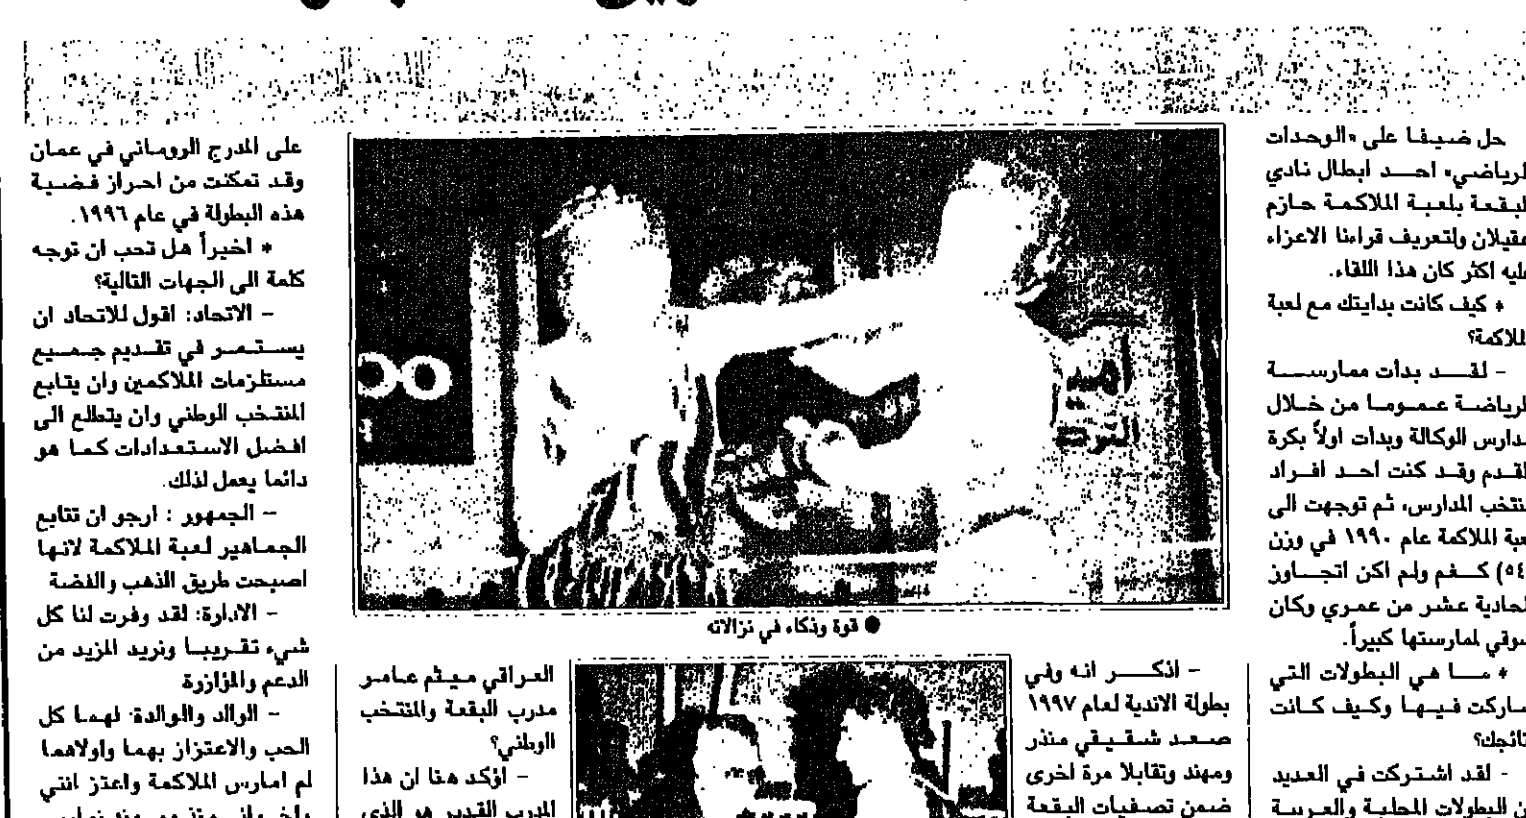 حل ضيفا على «الوحدات
الرياضي» احد ابطال نادي
البقعة بلعبة الملاكمة حازم
عقيلان ولتعريف قراءنا الاعزاء
عليه اكثر كان هذا اللقاء.
* كيف كانت بدايتك مع لعبة
الملاكمة؟
- لقد بدأت ممارسة
الرياضة عموما من خلال
مدارس الوكالة وبدأت اولاً بكرة
القدم وقد كنت احد افراد
منتخب المدارس، ثم توجهت الى
لعبة الملاكمة عام ١٩٩٠ في وزن
(٥٤) كغم ولم اكن اتجاوز
الحادية عشر من عمري وكان
شوقي لممارستها كبيراً.
* ما هي البطولات التي
شاركت فيها وكيف كانت
نتائجك؟
- لقد اشتركت في العديد
من البطولات المحلية والعربية
● قوة وذكاء في نزالاته
- اذكر انه وفي
بطولة الاندية لعام ١٩٩٧
صعد شقيقي منذر
ومهند وتقابلا مرة اخرى
ضمن تصفيات البقعة
العراقي ميثم عامر
مدرب البقعة والمنتخب
الوطني؟
- اؤكد هنا ان هذا
المدرب القدير هو الذي
على المدرج الروماني في عمان
وقد تمكنت من احراز فضية
هذه البطولة في عام ١٩٩٦.
* اخيراً هل تحب ان توجه
كلمة الى الجهات التالية؟
- الاتحاد: اقول للاتحاد ان
يستمر في تقديم جميع
مستلزمات الملاكمين وان يتابع
المنتخب الوطني وان يتطلع الى
افضل الاستعدادات كما هو
دائما يعمل لذلك.
- الجمهور : ارجو ان تتابع
الجماهير لعبة الملاكمة لانها
اصبحت طريق الذهب والفضة
- الادارة: لقد وفرت لنا كل
شيء تقريبا ونريد المزيد من
الدعم والمؤازرة
- الوالد والوالدة: لهما كل
الحب والاعتزاز بهما ولولاهما
لم امارس الملاكمة واعتز انني